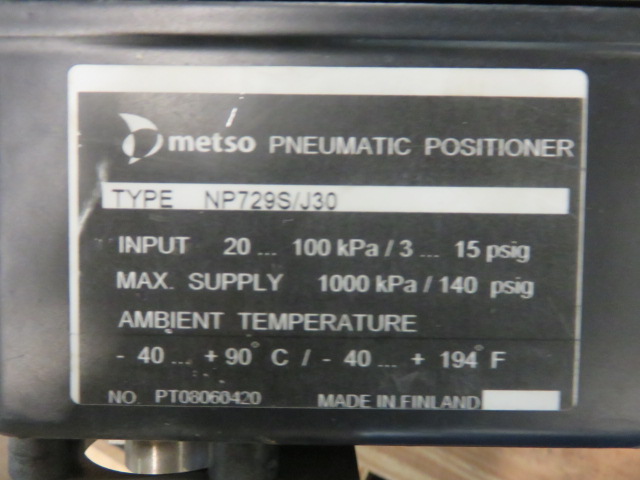 metso PNEUMATIC POSITIONER
TYPE NP729S/J30
INPUT 20 ... 100 kPa / 3 ... 15 psig
MAX. SUPPLY 1000 kPa / 140 psig
AMBIENT TEMPERATURE
- 40 ... + 90° C / - 40 ... + 194° F
NO. PT08060420 MADE IN FINLAND